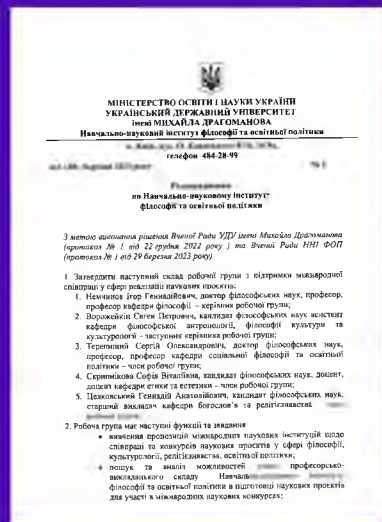 МІНІСТЕРСТВО ОСВІТИ І НАУКИ УКРАЇНИ
УКРАЇНСЬКИЙ ДЕРЖАВНИЙ УНІВЕРСИТЕТ
імені МИХАЙЛА ДРАГОМАНОВА
Навчально-науковий інститут філософії та освітньої політики
телефон 484-28-99
по Навчально-науковому інституту
філософії та освітньої політики
З метою виконання рішення Вченої Ради УДУ імені Михайла Драгоманова
(протокол № 1 від 22 грудня 2022 року ) та Вченої Ради ННІ ФОП
(протокол № 1 від 29 березня 2023 року)
1. Затвердити наступний склад робочої групи з підтримки міжнародної
співпраці у сфері реалізації наукових проєктів:
1. Немчинов Ігор Геннадійович, доктор філософських наук, професор,
професор кафедри філософії – керівник робочої групи;
2. Ворожейкін Євген Петрович, кандидат філософських наук асистент
кафедри філософської антропології, філософії культури та
культурології - заступник керівника робочої групи;
3. Терепищий Сергій Олександрович, доктор філософських наук,
професор, професор кафедри соціальної філософії та освітньої
політики – член робочої групи;
4. Скрипнікова Софія Віталіївна, кандидат філософських наук, доцент,
доцент кафедри етики та естетики – член робочої групи;
5. Целковський Геннадій Анатолійович, кандидат філософських наук,
старший викладач кафедри богослов'я та релігієзнавства
2. Робоча група має наступні функції та завдання
• вивчення пропозицій міжнародних наукових інституцій щодо
співпраці та конкурсів наукових проєктів у сфері філософії,
культурології, релігієзнавства, освітньої політики;
• пошук та аналіз можливостей професорсько-
викладацького складу
філософії та освітньої політики в підготовці наукових проєктів
для участі в міжнародних наукових конкурсах;